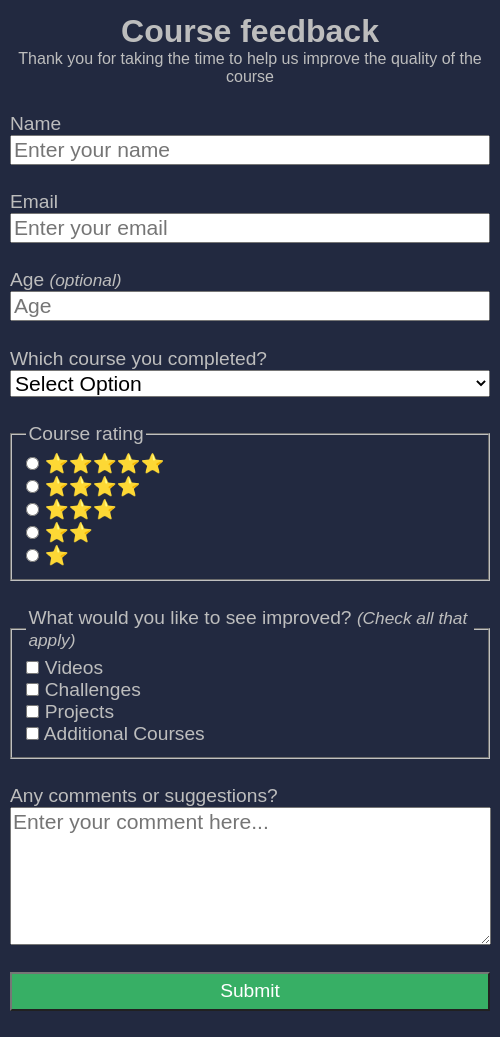 Course feedback
Thank you for taking the time to help us improve the quality of the
course
Name
Enter your name
Email
Enter your email
Age (optional)
Age
Which course you completed?
Select Option
Course rating
⭐⭐⭐⭐⭐
⭐⭐⭐⭐
⭐⭐⭐
⭐⭐
⭐
What would you like to see improved? (Check all that
apply)
Videos
Challenges
Projects
Additional Courses
Any comments or suggestions?
Enter your comment here...
Submit